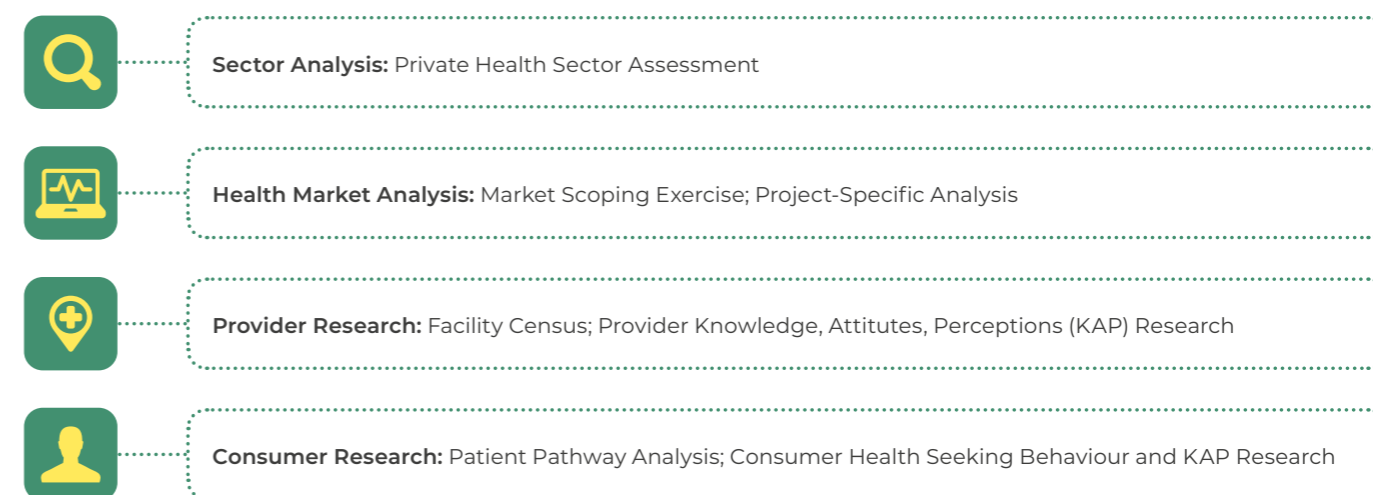 Sector Analysis: Private Health Sector Assessment
Health Market Analysis: Market Scoping Exercise; Project-Specific Analysis
Provider Research: Facility Census; Provider Knowledge, Attitutes, Perceptions (KAP) Research
Consumer Research: Patient Pathway Analysis; Consumer Health Seeking Behaviour and KAP Research